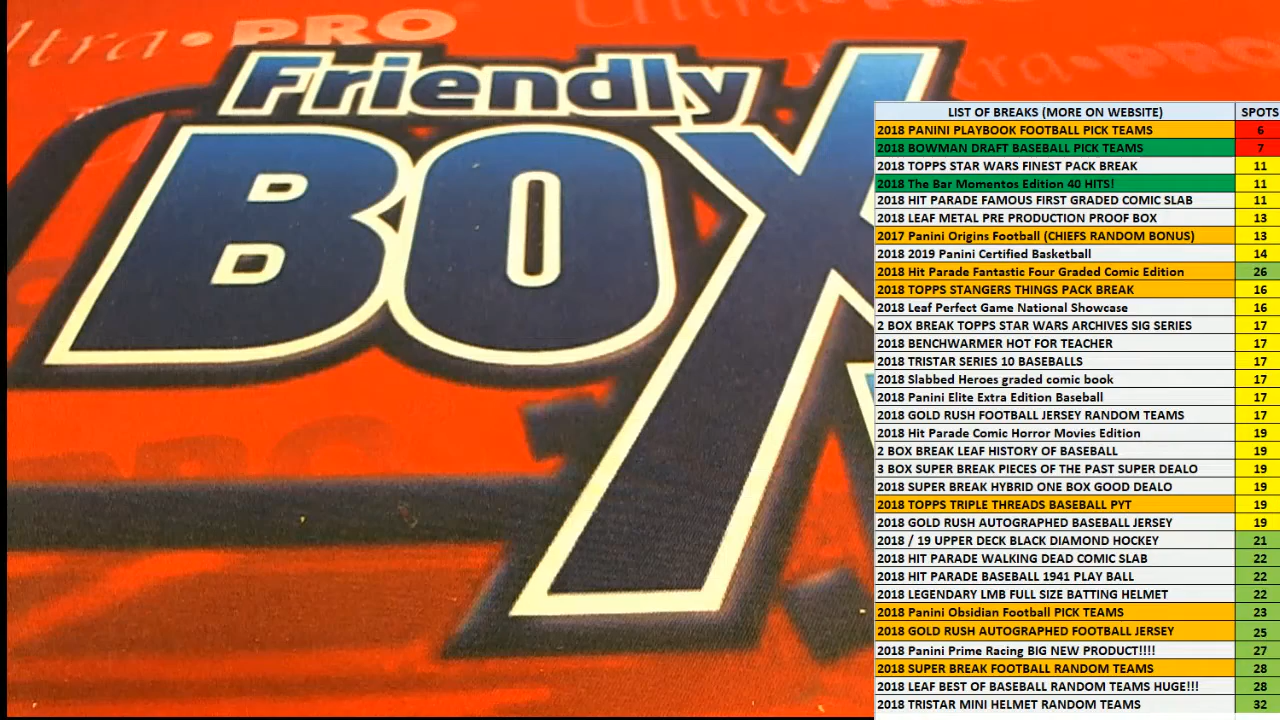 ltra • PRO
Ultra • PRO
ltra • PRO
Friendly
BOX
LIST OF BREAKS (MORE ON WEBSITE) SPOTS
2018 PANINI PLAYBOOK FOOTBALL PICK TEAMS 6
2018 BOWMAN DRAFT BASEBALL PICK TEAMS 7
2018 TOPPS STAR WARS FINEST PACK BREAK 11
2018 The Bar Momentos Edition 40 HITS! 11
2018 HIT PARADE FAMOUS FIRST GRADED COMIC SLAB 11
2018 LEAF METAL PRE PRODUCTION PROOF BOX 13
2017 Panini Origins Football (CHIEFS RANDOM BONUS) 13
2018 2019 Panini Certified Basketball 14
2018 Hit Parade Fantastic Four Graded Comic Edition 26
2018 TOPPS STANGERS THINGS PACK BREAK 16
2018 Leaf Perfect Game National Showcase 16
2 BOX BREAK TOPPS STAR WARS ARCHIVES SIG SERIES 17
2018 BENCHWARMER HOT FOR TEACHER 17
2018 TRISTAR SERIES 10 BASEBALLS 17
2018 Slabbed Heroes graded comic book 17
2018 Panini Elite Extra Edition Baseball 17
2018 GOLD RUSH FOOTBALL JERSEY RANDOM TEAMS 17
2018 Hit Parade Comic Horror Movies Edition 19
2 BOX BREAK LEAF HISTORY OF BASEBALL 19
3 BOX SUPER BREAK PIECES OF THE PAST SUPER DEALO 19
2018 SUPER BREAK HYBRID ONE BOX GOOD DEALO 19
2018 TOPPS TRIPLE THREADS BASEBALL PYT 19
2018 GOLD RUSH AUTOGRAPHED BASEBALL JERSEY 19
2018 / 19 UPPER DECK BLACK DIAMOND HOCKEY 21
2018 HIT PARADE WALKING DEAD COMIC SLAB 22
2018 HIT PARADE BASEBALL 1941 PLAY BALL 22
2018 LEGENDARY LMB FULL SIZE BATTING HELMET 22
2018 Panini Obsidian Football PICK TEAMS 23
2018 GOLD RUSH AUTOGRAPHED FOOTBALL JERSEY 25
2018 Panini Prime Racing BIG NEW PRODUCT!!!! 27
2018 SUPER BREAK FOOTBALL RANDOM TEAMS 28
2018 LEAF BEST OF BASEBALL RANDOM TEAMS HUGE!!! 28
2018 TRISTAR MINI HELMET RANDOM TEAMS 32